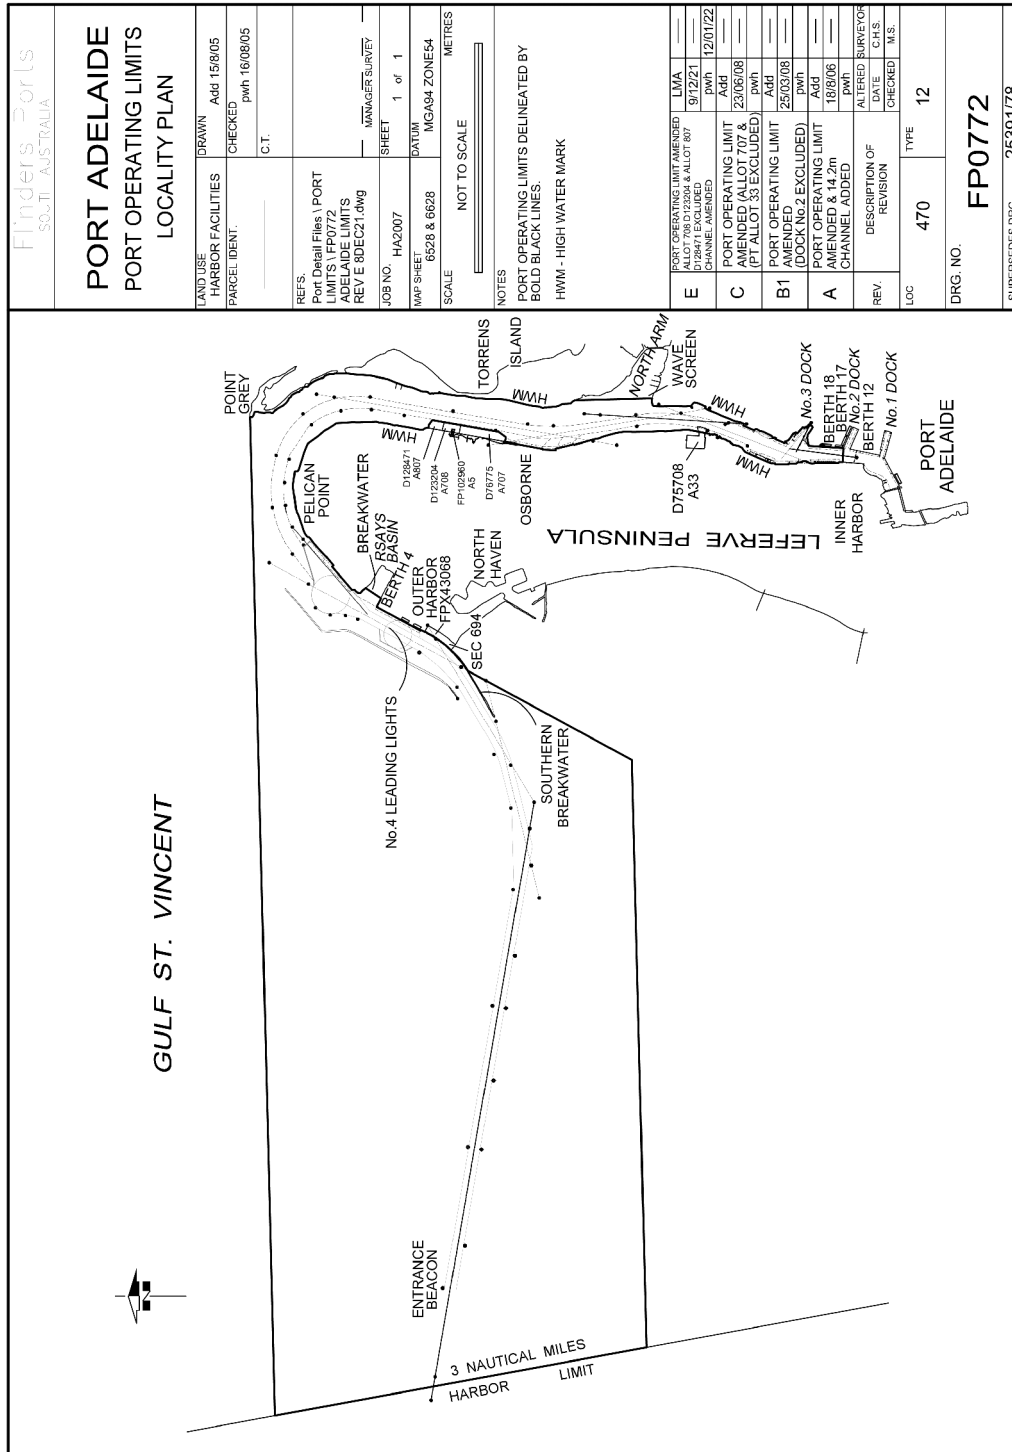 Flinders Ports
SOUTH AUSTRALIA
PORT ADELAIDE
PORT OPERATING LIMITS
LOCALITY PLAN
LAND USE
HARBOR FACILITIES
PARCEL IDENT.
DRAWN
Add 15/8/05
CHECKED
pwh 16/08/05
C.T.
REFS.
Port Detail Files \ PORT
LIMITS \ FP0772
ADELAIDE LIMITS
REV E 8DEC21.dwg
MANAGER SURVEY
JOB NO.
HA2007
SHEET
1 of 1
MAP SHEET
6528 & 6628
DATUM
MGA94 ZONE54
SCALE
NOT TO SCALE
METRES
NOTES
PORT OPERATING LIMITS DELINEATED BY
BOLD BLACK LINES.
HWM - HIGH WATER MARK
E
PORT OPERATING LIMIT AMENDED
ALLOT 708 D123204 & ALLOT 807
D128471 EXCLUDED
CHANNEL AMENDED
LMA
9/12/21
pwh
12/01/22
C
PORT OPERATING LIMIT
AMENDED (ALLOT 707 &
(PT ALLOT 33 EXCLUDED)
Add
23/06/08
pwh
B1
PORT OPERATING LIMIT
AMENDED
(DOCK No.2 EXCLUDED)
Add
25/03/08
pwh
A
PORT OPERATING LIMIT
AMENDED & 14.2m
CHANNEL ADDED
Add
18/8/06
pwh
REV.
DESCRIPTION OF
REVISION
ALTERED
DATE
CHECKED
SURVEYOR
C.H.S.
M.S.
LOC
470
TYPE
12
DRG. NO.
FP0772
SUPERSEDES DRG.
25391/78
GULF ST. VINCENT
POINT
GREY
TORRENS
ISLAND
HWM
NORTH ARM
WAVE
SCREEN
HWM
No.3 DOCK
BERTH 18
BERTH 17
No.2 DOCK
BERTH 12
No.1 DOCK
PORT
ADELAIDE
PELICAN
POINT
HWM
D128471
A807
D123204
A708
FP102960
A5
D76775
A707
OSBORNE
D75708
A33
HWM
INNER
HARBOR
LEFERVE PENINSULA
BREAKWATER
RSAYS
BASIN
BERTH 4
OUTER
HARBOR
FPX43068
SEC 694
NORTH
HAVEN
No.4 LEADING LIGHTS
SOUTHERN
BREAKWATER
ENTRANCE
BEACON
3 NAUTICAL MILES
HARBOR LIMIT